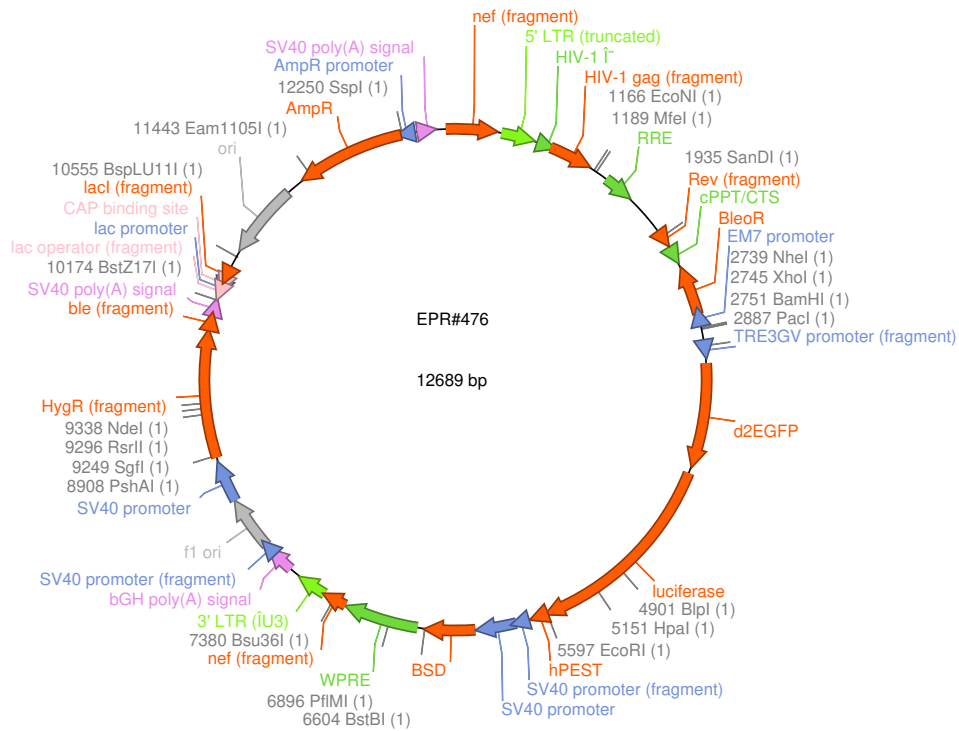 nef (fragment)
5' LTR (truncated)
HIV-1 Î¨
HIV-1 gag (fragment)
1166 EcoNI (1)
1189 MfeI (1)
RRE
1935 SanDI (1)
Rev (fragment)
cPPT/CTS
BleoR
EM7 promoter
2739 NheI (1)
2745 XhoI (1)
2751 BamHI (1)
2887 PacI (1)
TRE3GV promoter (fragment)
d2EGFP
luciferase
4901 BlpI (1)
5151 HpaI (1)
5597 EcoRI (1)
hPEST
SV40 promoter (fragment)
SV40 promoter
BSD
6604 BstBI (1)
6896 PflMI (1)
WPRE
nef (fragment)
7380 Bsu36I (1)
3' LTR (ÎU3)
bGH poly(A) signal
SV40 promoter (fragment)
f1 ori
SV40 promoter
8908 PshAI (1)
9249 SgfI (1)
9296 RsrII (1)
9338 NdeI (1)
HygR (fragment)
ble (fragment)
SV40 poly(A) signal
10174 BstZ17I (1)
lac operator (fragment)
lac promoter
CAP binding site
lacI (fragment)
10555 BspLU11I (1)
ori
11443 Eam1105I (1)
AmpR
12250 SspI (1)
AmpR promoter
SV40 poly(A) signal
EPR#476
12689 bp